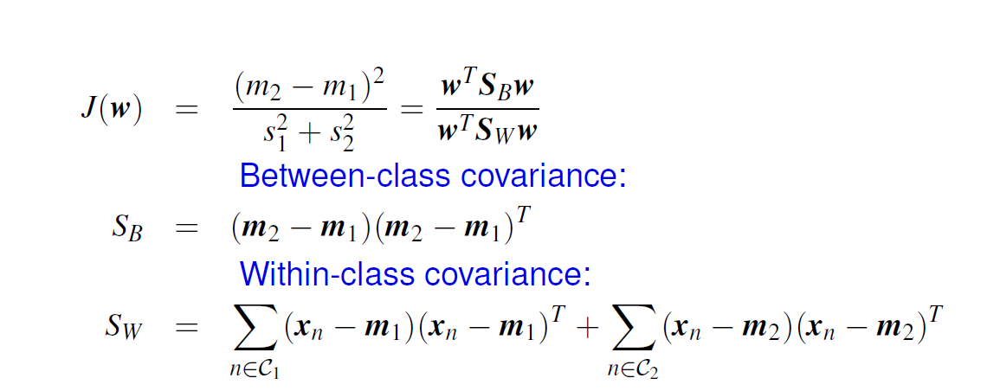 J(w) = (m₂ − m₁)² / (s₁² + s₂²) = wᵀS_Bw / wᵀS_Ww
Between-class covariance:
S_B = (m₂ − m₁)(m₂ − m₁)ᵀ
Within-class covariance:
S_W = ∑_{n∈C₁} (xₙ − m₁)(xₙ − m₁)ᵀ + ∑_{n∈C₂} (xₙ − m₂)(xₙ − m₂)ᵀ